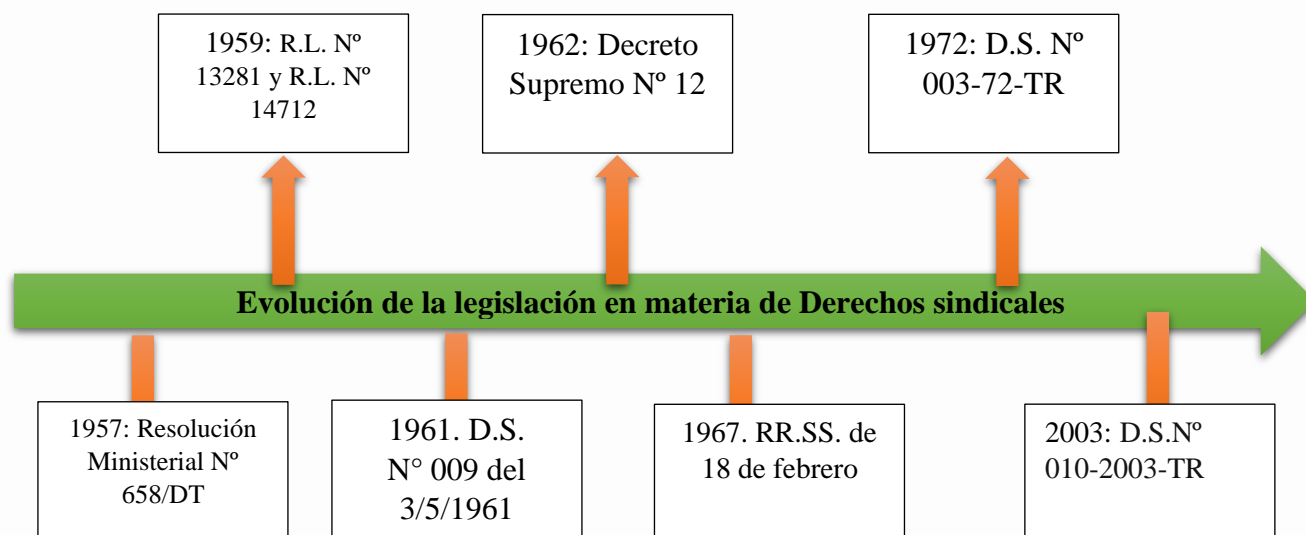 1959: R.L. Nº
13281 y R.L. Nº
14712
1962: Decreto
Supremo Nº 12
1972: D.S. Nº
003-72-TR
Evolución de la legislación en materia de Derechos sindicales
1957: Resolución
Ministerial Nº
658/DT
1961. D.S.
N° 009 del
3/5/1961
1967. RR.SS. de
18 de febrero
2003: D.S.Nº
010-2003-TR